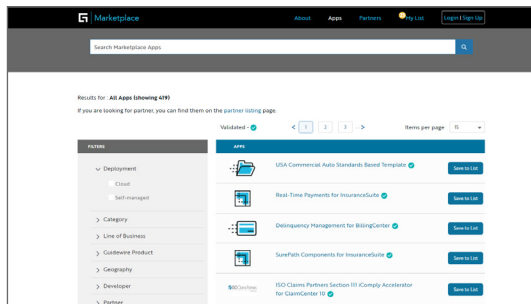 Marketplace
About Apps Partners My List Login | Sign Up
Search Marketplace Apps
Results for : All Apps (showing 419)
If you are looking for partner, you can find them on the partner listing page.
Validated - < 1 2 3 > Items per page 15
FILTERS
APPS
Deployment
Cloud
Self-managed
Category
Line of Business
Guidewire Product
Geography
Developer
Partner
USA Commercial Auto Standards Based Template
Save to List
Real-Time Payments for InsuranceSuite
Save to List
Delinquency Management for BillingCenter
Save to List
SurePath Components for InsuranceSuite
Save to List
ISO Claims Partners Section 111 iComply Accelerator
for ClaimCenter 10
Save to List